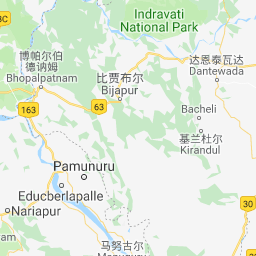 Indravati
National Park
博帕尔伯
德讷姆
Bhopalpatnam
比贾布尔
Bijapur
达恩泰瓦达
Dantewada
163
63
Bacheli
基兰杜尔
Kirandul
Pamunuru
Educberlapalle
Nariapur
30
马努古尔
30